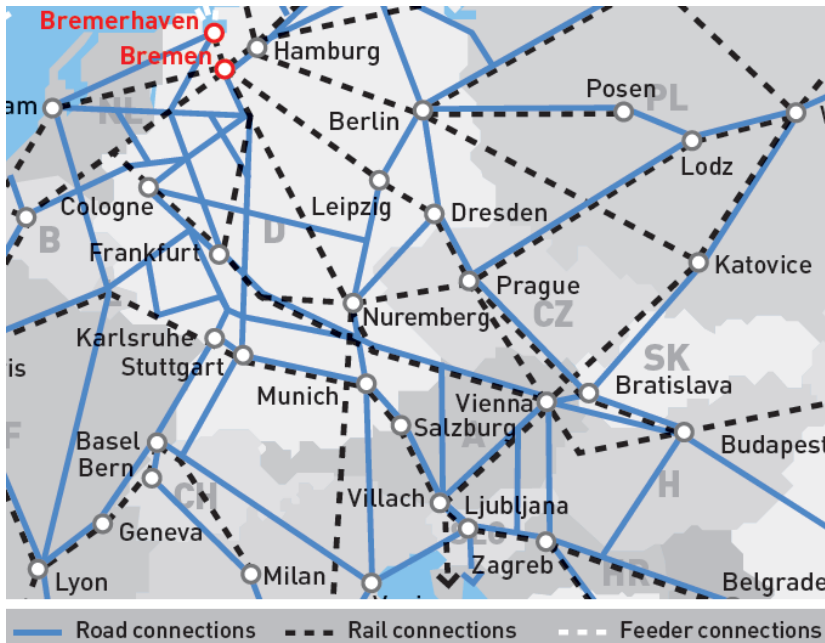 Bremerhaven
Bremen
Hamburg
am
NL
Berlin
Posen
PL
Lodz
Cologne
B
Leipzig
D
Dresden
Frankfurt
Katovice
Prague
Nuremberg
CZ
Karlsruhe
Stuttgart
is
SK
Munich
Vienna
Bratislava
F
Salzburg
A
Basel
Bern
Budapest
CH
Villach
Ljubljana
H
SLO
Geneva
Zagreb
HR
Lyon
Milan
Belgrade
Road connections
Rail connections
Feeder connections